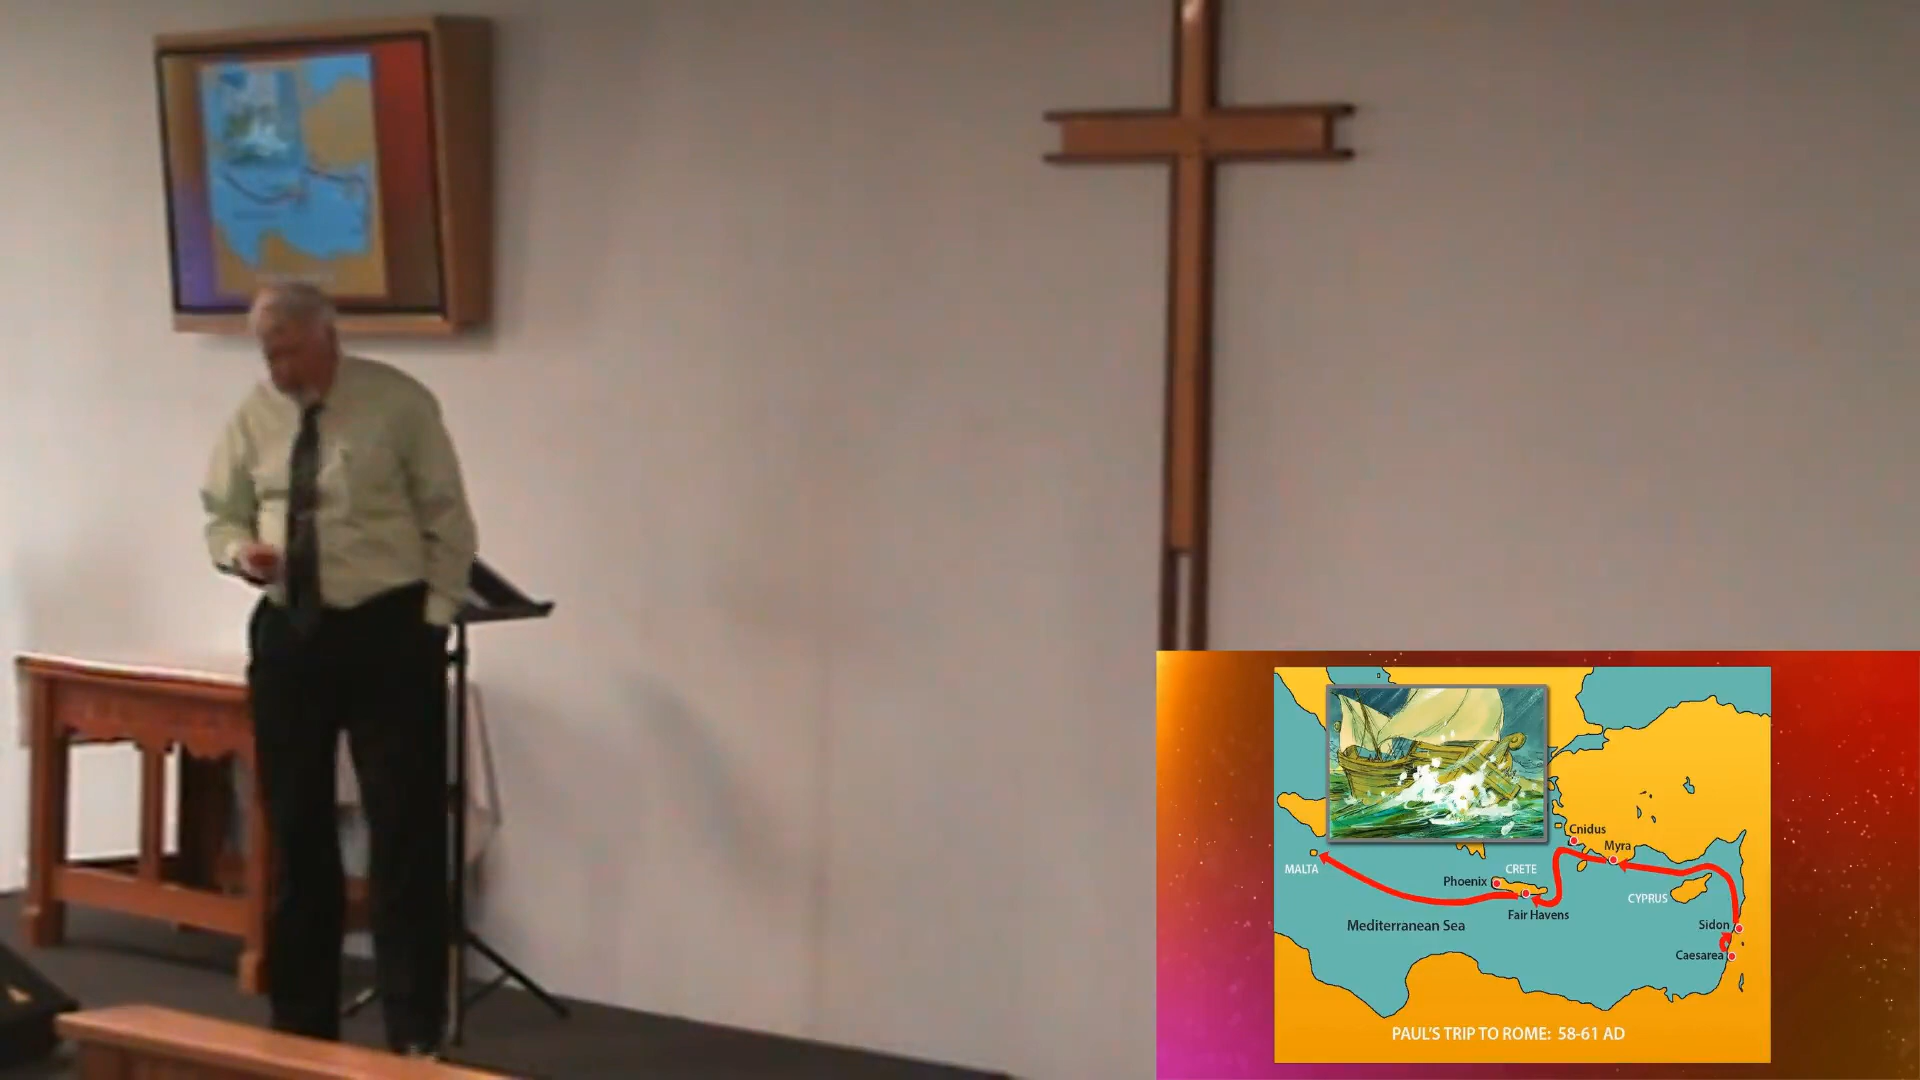 Cnidus
Myra
MALTA
CRETE
Phoenix
CYPRUS
Fair Havens
Mediterranean Sea
Sidon
Caesarea
PAUL'S TRIP TO ROME: 58-61 AD